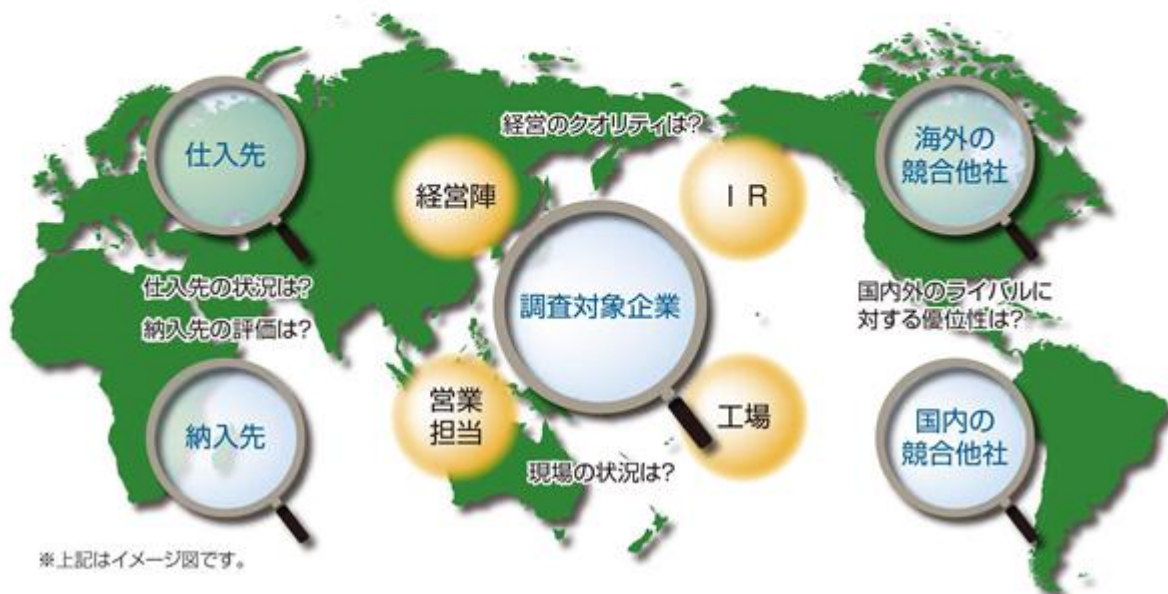 経営のクオリティは?
仕入先
経営陣
ＩＲ
海外の
競合他社
調査対象企業
仕入先の状況は?
納入先の評価は?
国内外のライバルに
対する優位性は?
納入先
営業
担当
工場
国内の
競合他社
現場の状況は?
※上記はイメージ図です。